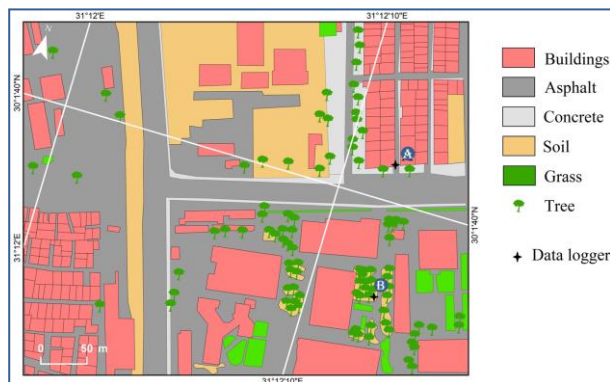 31°12'E
31°12'10"E
N
30°1'40"N
A
30°1'40"N
31°12'E
B
0 50 m
31°12'10"E
Buildings
Asphalt
Concrete
Soil
Grass
Tree
Data logger